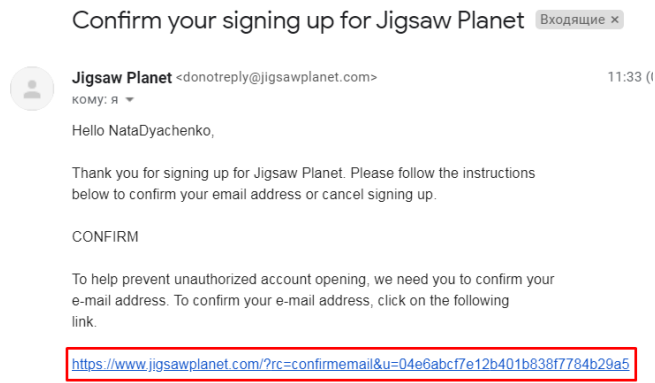 Confirm your signing up for Jigsaw Planet Входящие ×
Jigsaw Planet <donotreply@jigsawplanet.com> 11:33 (
кому: я
Hello NataDyachenko,
Thank you for signing up for Jigsaw Planet. Please follow the instructions
below to confirm your email address or cancel signing up.
CONFIRM
To help prevent unauthorized account opening, we need you to confirm your
e-mail address. To confirm your e-mail address, click on the following
link.
https://www.jigsawplanet.com/?rc=confirmemail&u=04e6abcf7e12b401b838f7784b29a5